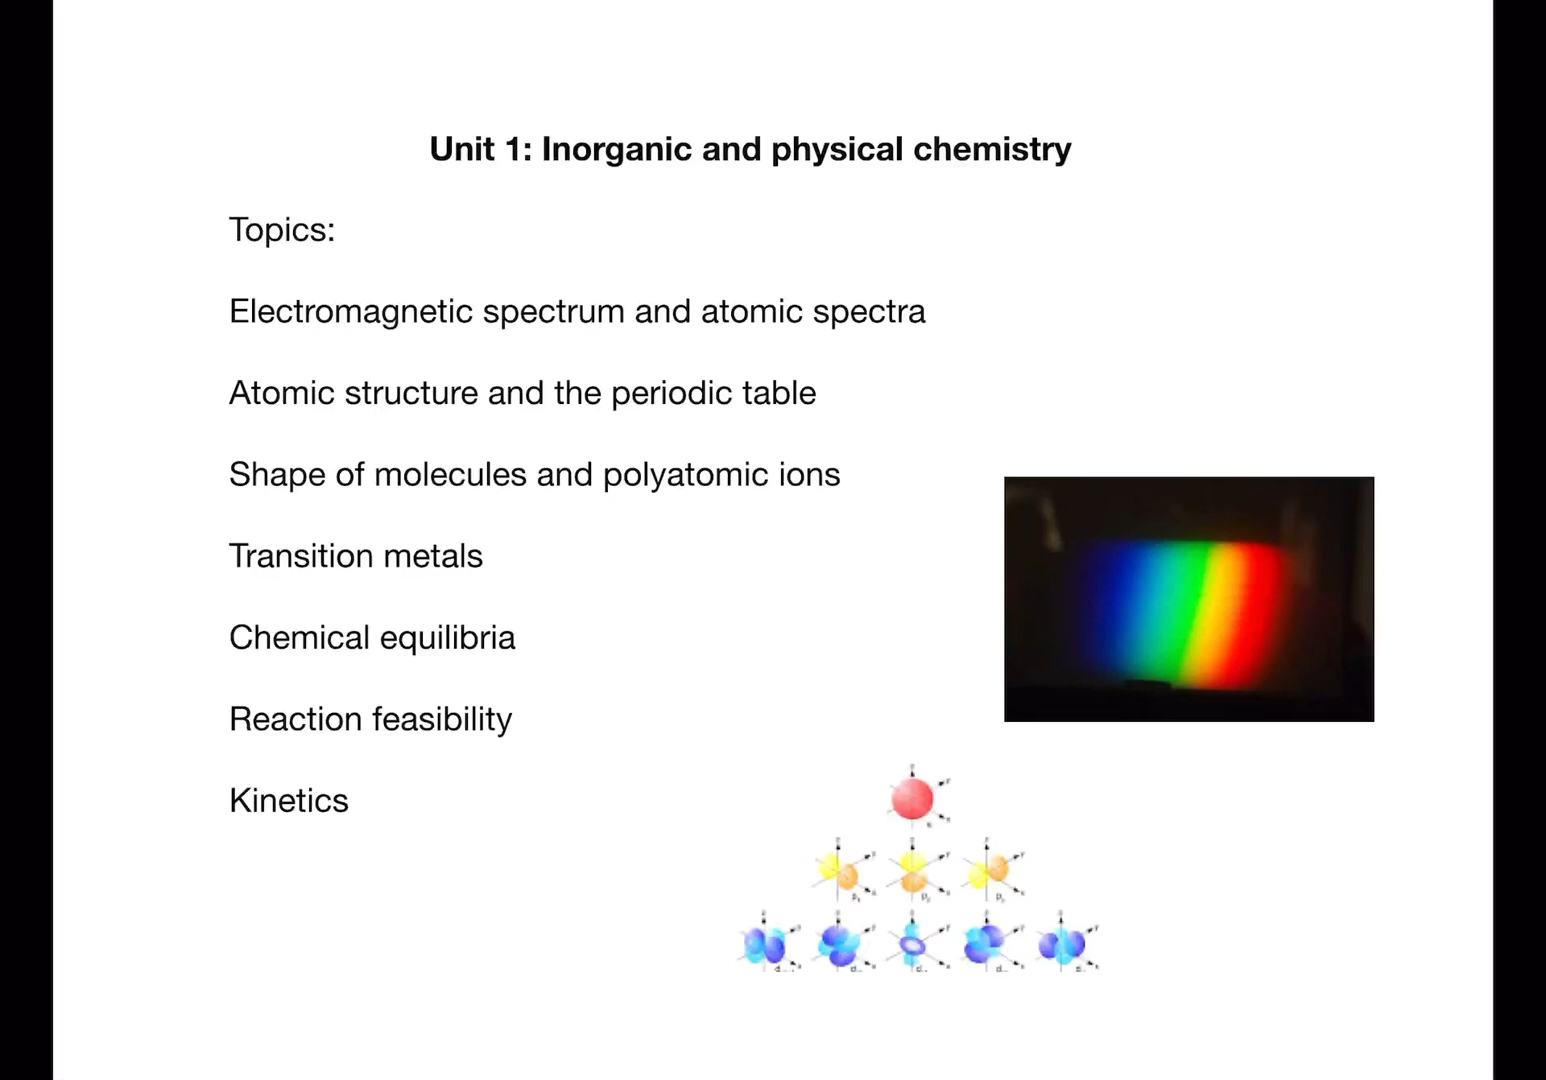 Unit 1: Inorganic and physical chemistry
Topics:
Electromagnetic spectrum and atomic spectra
Atomic structure and the periodic table
Shape of molecules and polyatomic ions
Transition metals
Chemical equilibria
Reaction feasibility
Kinetics